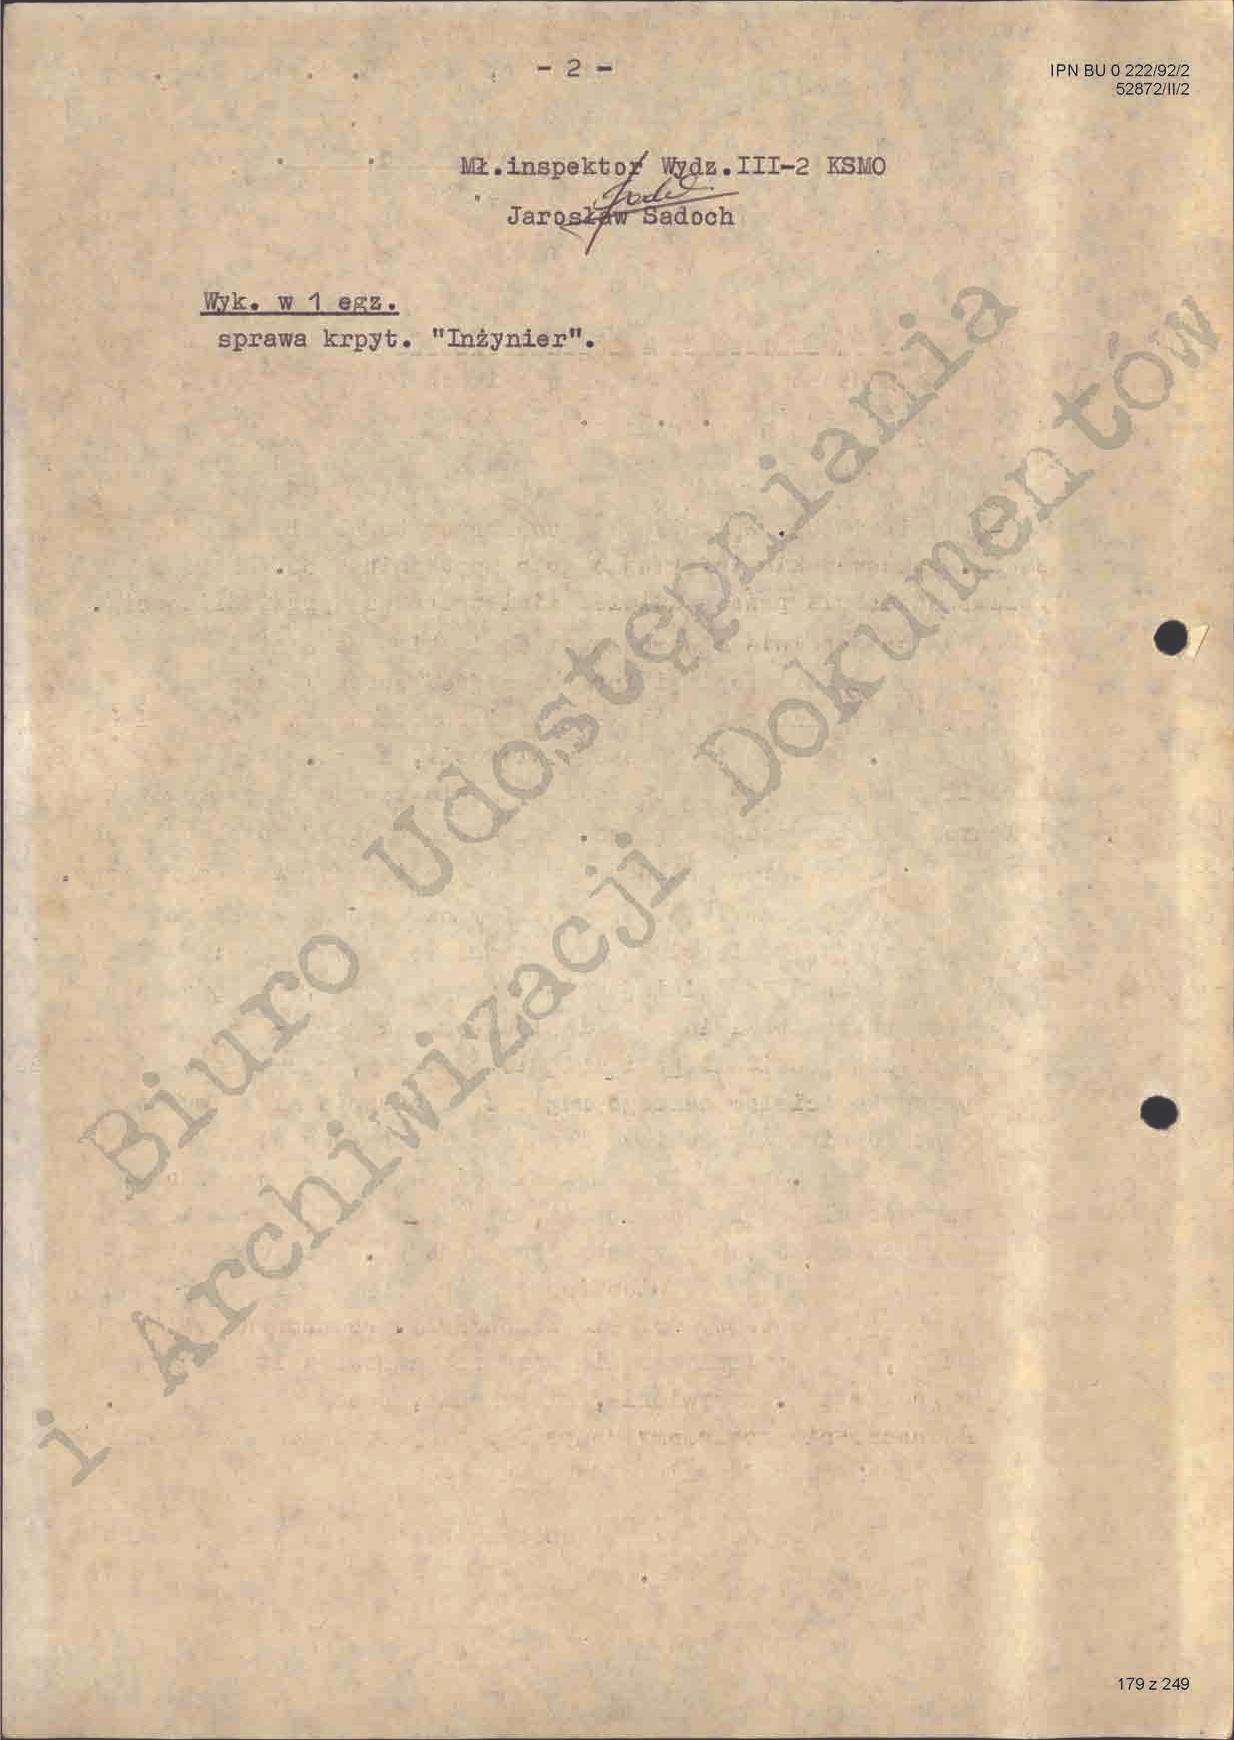 - 2 -
IPN BU 0 222/92/2
52872/II/2
Mł.inspektor Wydz.III-2 KSMO
Jarosław Sadoch
Wyk. w 1 egz.
sprawa krpyt. "Inżynier".
Biuro Udostępniania
i Archiwizacji Dokumentów
179 z 249